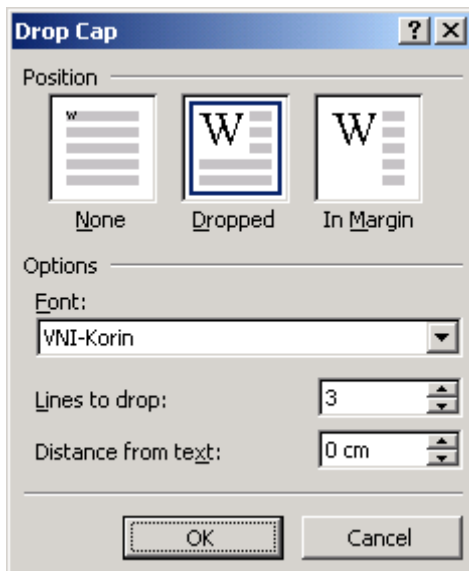 Drop Cap
Position
W W W
None Dropped In Margin
Options
Font:
VNI-Korin
Lines to drop: 3
Distance from text: 0 cm
OK Cancel